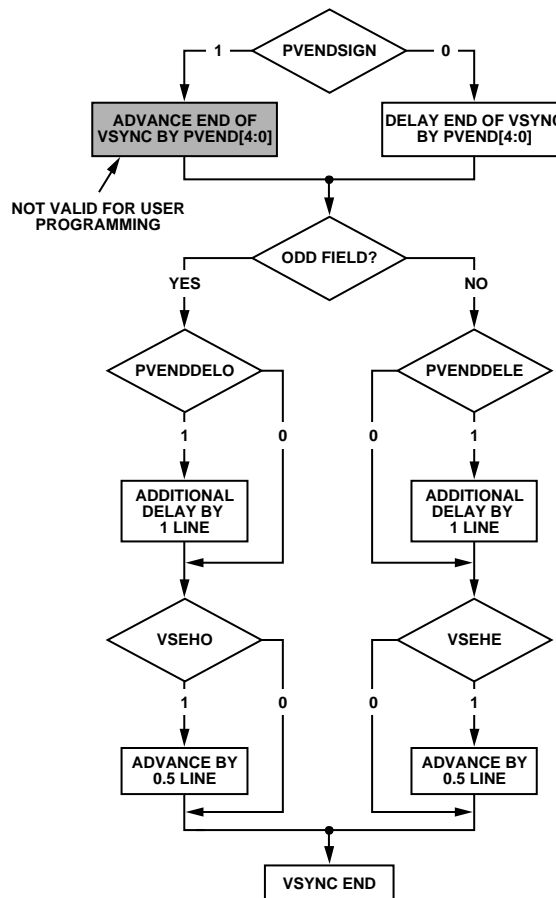 PVENDSIGN
1
0
ADVANCE END OF
VSYNC BY PVEND[4:0]
DELAY END OF VSYNC
BY PVEND[4:0]
NOT VALID FOR USER
PROGRAMMING
ODD FIELD?
YES
NO
PVENDDELO
PVENDDELE
1
0
0
1
ADDITIONAL
DELAY BY
1 LINE
ADDITIONAL
DELAY BY
1 LINE
VSEHO
VSEHE
1
0
0
1
ADVANCE BY
0.5 LINE
ADVANCE BY
0.5 LINE
VSYNC END